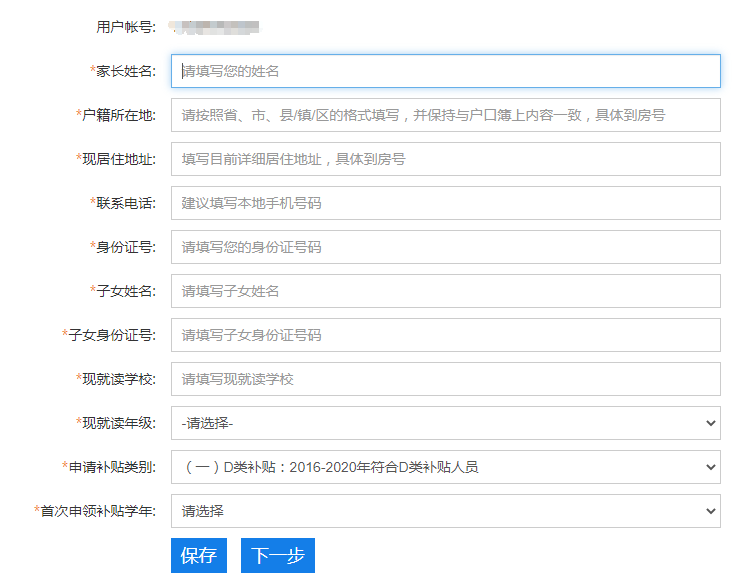 用户帐号:
*家长姓名: 请填写您的姓名
*户籍所在地: 请按照省、市、县/镇/区的格式填写，并保持与户口簿上内容一致，具体到房号
*现居住地址: 填写目前详细居住地址，具体到房号
*联系电话: 建议填写本地手机号码
*身份证号: 请填写您的身份证号码
*子女姓名: 请填写子女姓名
*子女身份证号: 请填写子女身份证号码
*现就读学校: 请填写现就读学校
*现就读年级: -请选择-
*申请补贴类别: （一）D类补贴：2016-2020年符合D类补贴人员
*首次申领补贴学年: 请选择
保存 下一步